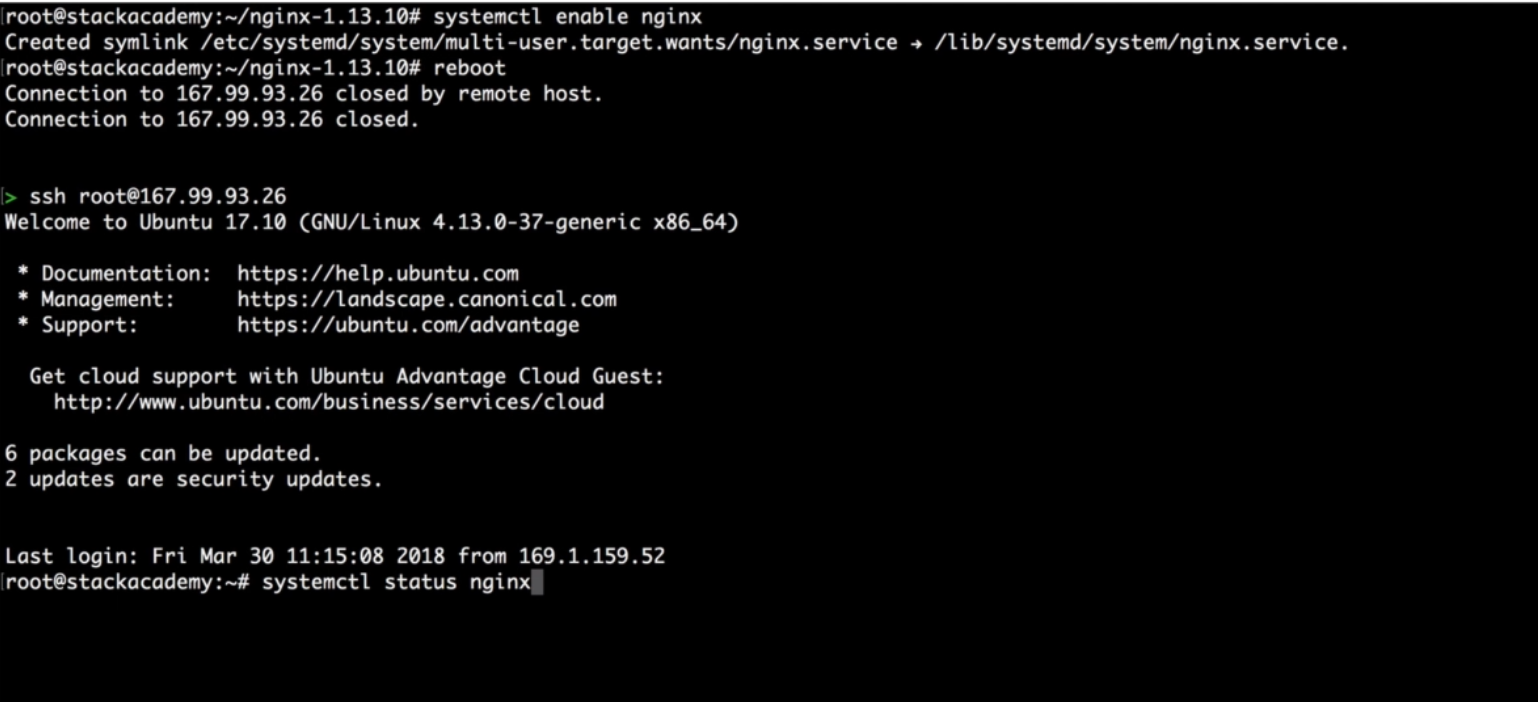 [root@stackacademy:~/nginx-1.13.10# systemctl enable nginx
Created symlink /etc/systemd/system/multi-user.target.wants/nginx.service → /lib/systemd/system/nginx.service.
[root@stackacademy:~/nginx-1.13.10# reboot
Connection to 167.99.93.26 closed by remote host.
Connection to 167.99.93.26 closed.
[> ssh root@167.99.93.26
Welcome to Ubuntu 17.10 (GNU/Linux 4.13.0-37-generic x86_64)
* Documentation:  https://help.ubuntu.com
* Management:     https://landscape.canonical.com
* Support:        https://ubuntu.com/advantage
Get cloud support with Ubuntu Advantage Cloud Guest:
http://www.ubuntu.com/business/services/cloud
6 packages can be updated.
2 updates are security updates.
Last login: Fri Mar 30 11:15:08 2018 from 169.1.159.52
[root@stackacademy:~# systemctl status nginx